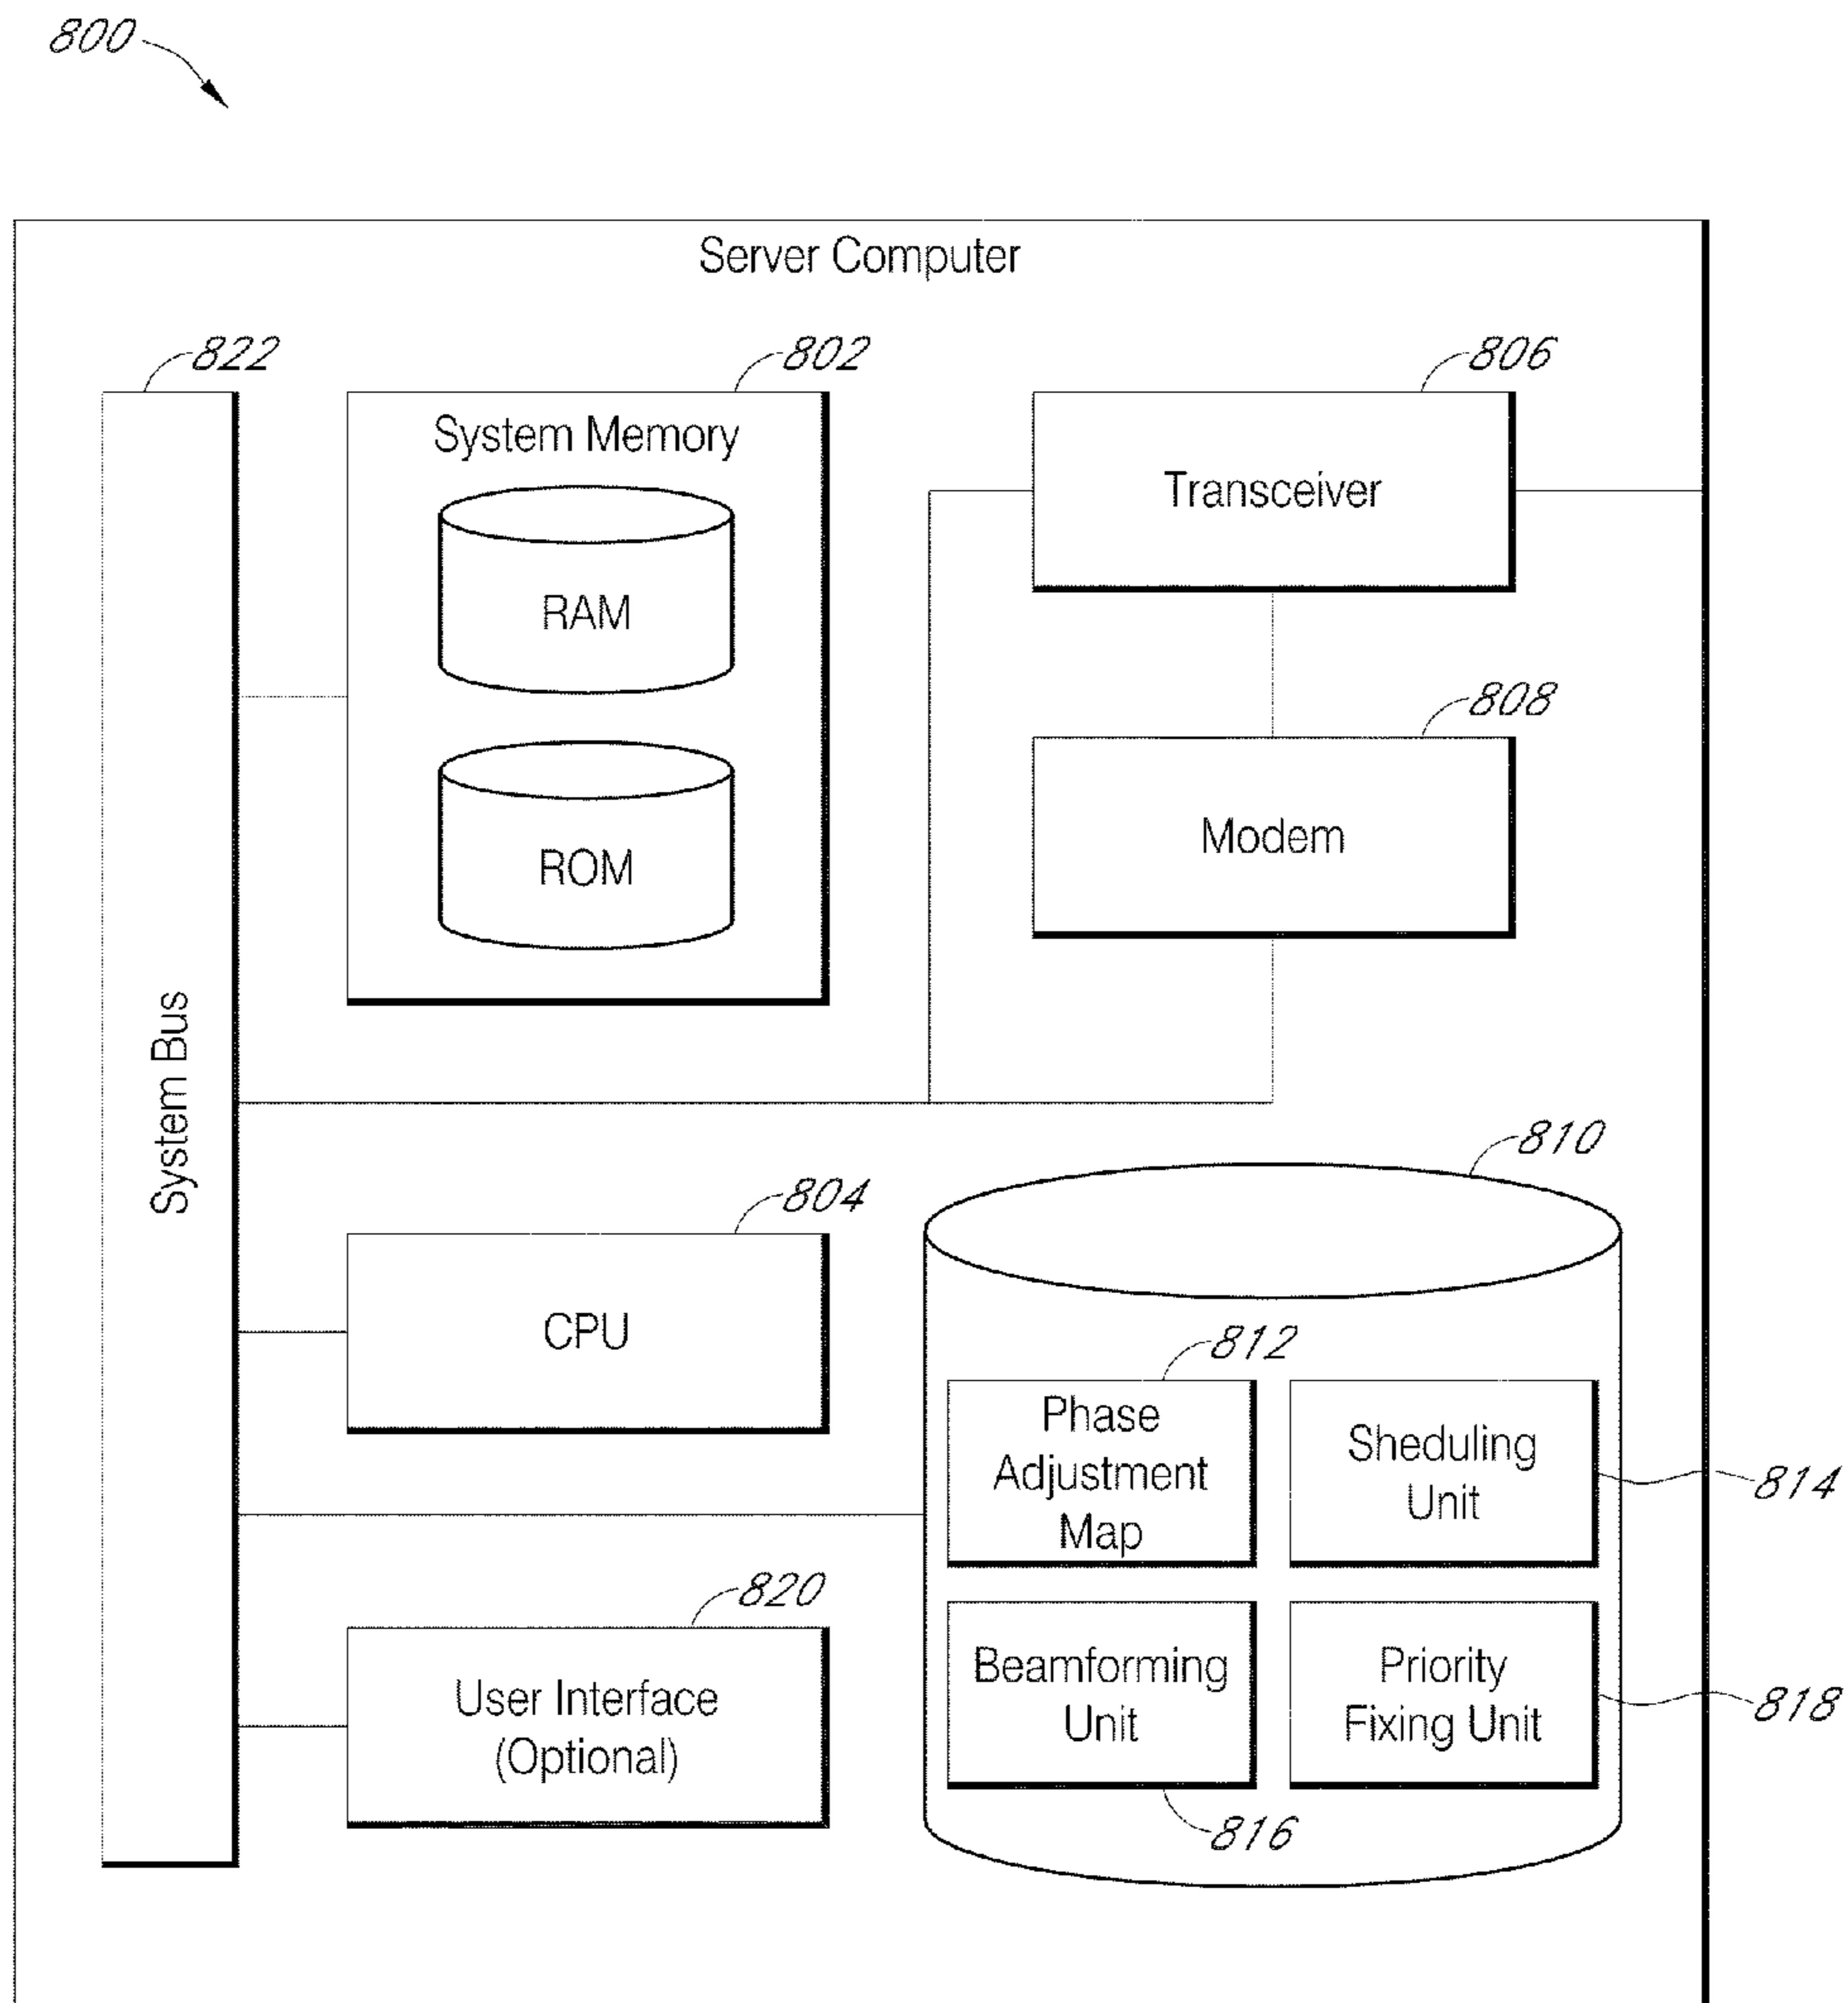 800
Server Computer
822
802
806
System Memory
Transceiver
RAM
808
Modem
ROM
System Bus
810
804
CPU
812
Phase
Adjustment
Map
Sheduling
Unit
814
820
User Interface
(Optional)
Beamforming
Unit
Priority
Fixing Unit
818
816